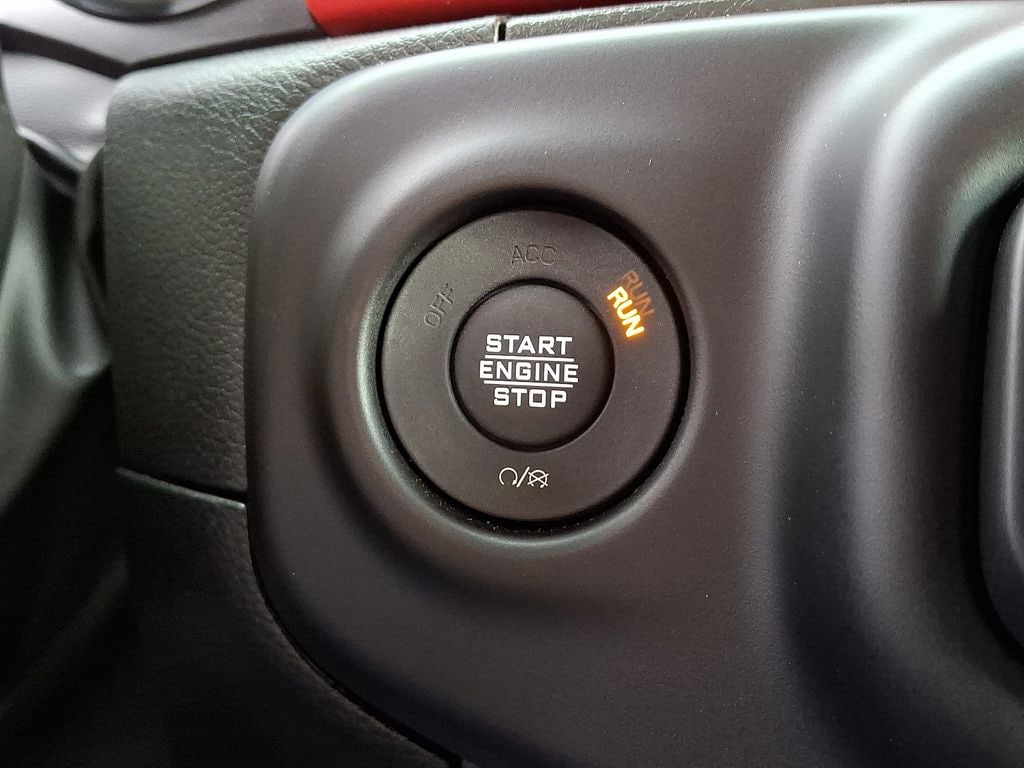 ACC
OFF
RUN
START
ENGINE
STOP